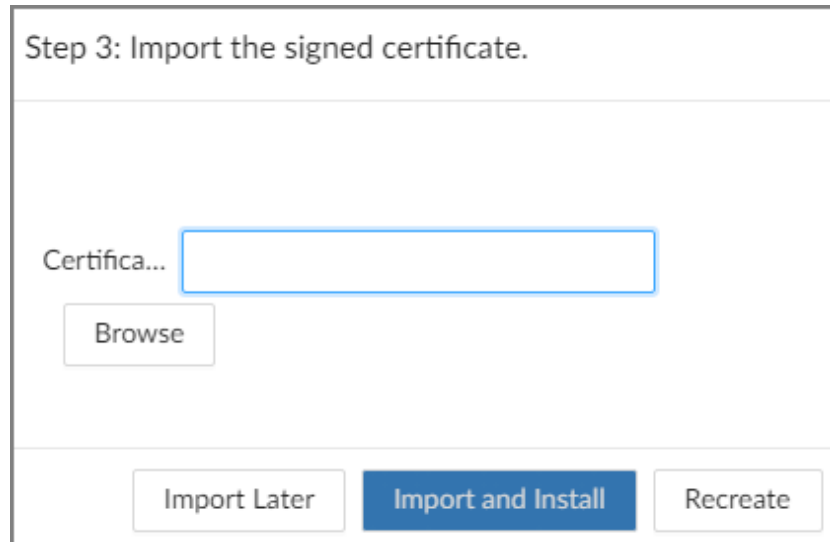 Step 3: Import the signed certificate.
Certifica...
Browse
Import Later Import and Install Recreate